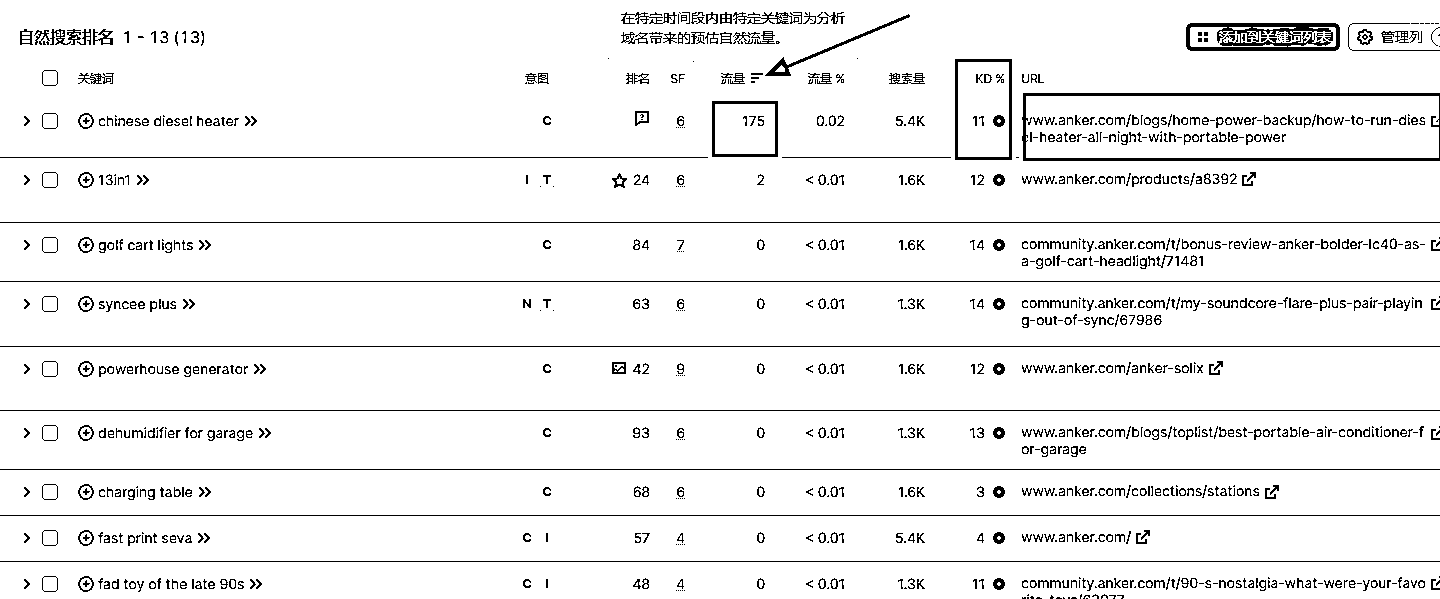 在特定时间段内由特定关键词为分析
域名带来的预估自然流量。
自然搜索排名 1 - 13 (13)
添加到关键词列表 管理列
关键词 意图 排名 SF 流量 流量 % 搜索量 KD % URL
chinese diesel heater C 6 175 0.02 5.4K 11 www.anker.com/blogs/home-power-backup/how-to-run-dies
el-heater-all-night-with-portable-power
13in1 I T 24 6 2 < 0.01 1.6K 12 www.anker.com/products/a8392
golf cart lights C 84 7 0 < 0.01 1.6K 14 community.anker.com/t/bonus-review-anker-bolder-lc40-as-
a-golf-cart-headlight/71481
syncee plus N T 63 6 0 < 0.01 1.3K 14 community.anker.com/t/my-soundcore-flare-plus-pair-playin
g-out-of-sync/67986
powerhouse generator C 42 9 0 < 0.01 1.6K 12 www.anker.com/anker-solix
dehumidifier for garage C 93 6 0 < 0.01 1.3K 13 www.anker.com/blogs/toplist/best-portable-air-conditioner-f
or-garage
charging table C 68 6 0 < 0.01 1.6K 3 www.anker.com/collections/stations
fast print seva C I 57 4 0 < 0.01 5.4K 4 www.anker.com/
fad toy of the late 90s C I 48 4 0 < 0.01 1.3K 11 community.anker.com/t/90-s-nostalgia-what-were-your-favo